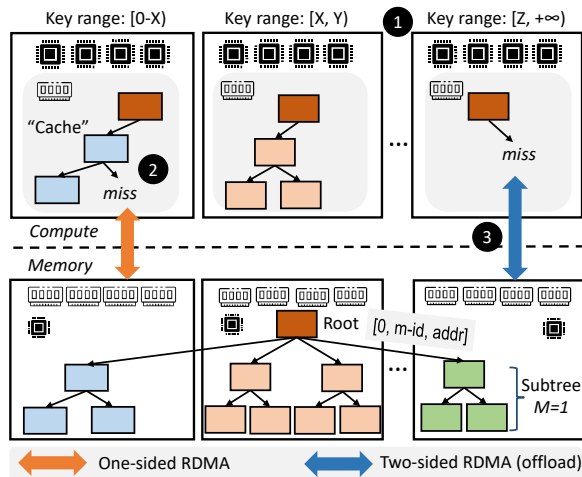 Key range: [0-X)
Key range: [X, Y)
1
Key range: [Z, +∞)
“Cache”
2
miss
...
miss
Compute
3
Memory
Root
[0, m-id, addr]
...
Subtree
M=1
One-sided RDMA
Two-sided RDMA (offload)